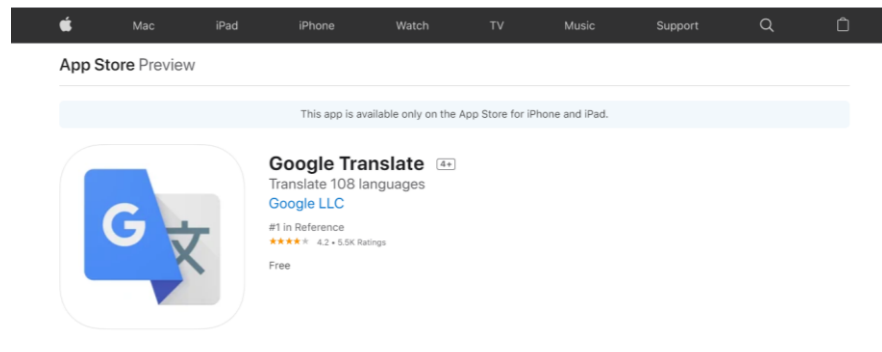 Mac iPad iPhone Watch TV Music Support
App Store Preview
This app is available only on the App Store for iPhone and iPad.
G 文
Google Translate 4+
Translate 108 languages
Google LLC
#1 in Reference
★★★★★ 4.2 • 5.5K Ratings
Free